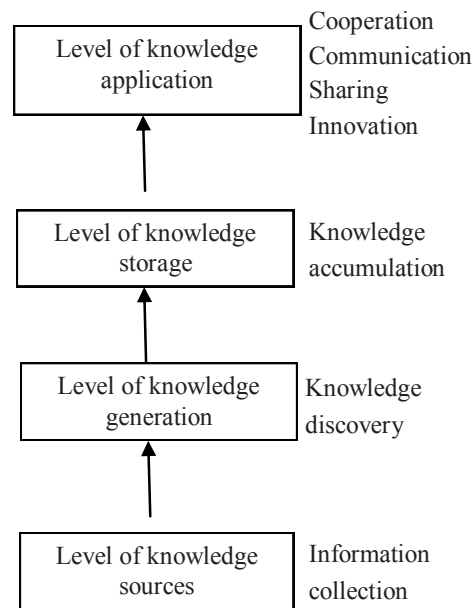 Level of knowledge
application
Cooperation
Communication
Sharing
Innovation
Level of knowledge
storage
Knowledge
accumulation
Level of knowledge
generation
Knowledge
discovery
Level of knowledge
sources
Information
collection